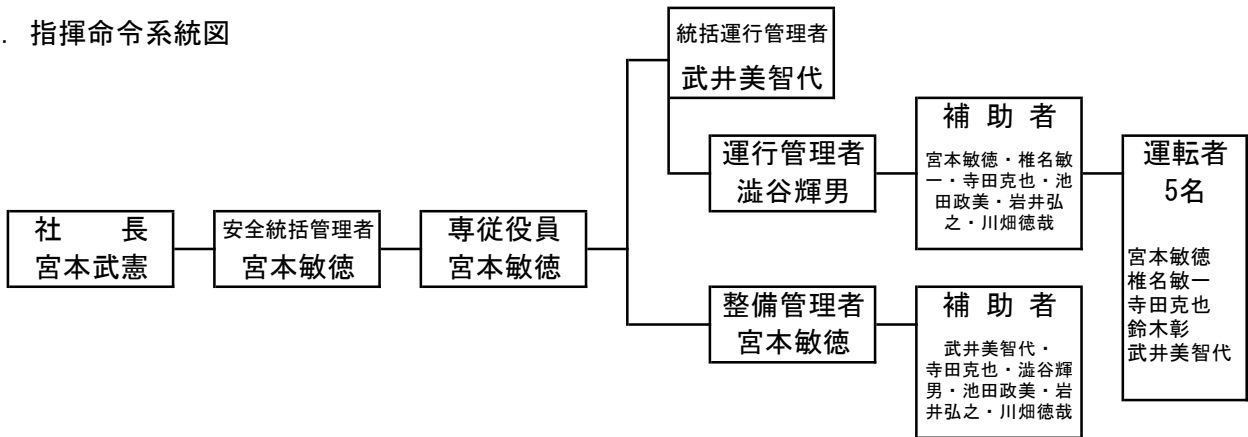 . 指揮命令系統図
統括運行管理者
武井美智代
運行管理者
澁谷輝男
補 助 者
宮本敏徳・椎名敏
一・寺田克也・池
田政美・岩井弘
之・川畑徳哉
運転者
5名
宮本敏徳
椎名敏一
寺田克也
鈴木彰
武井美智代
社 長
宮本武憲
安全統括管理者
宮本敏徳
専従役員
宮本敏徳
整備管理者
宮本敏徳
補 助 者
武井美智代・
寺田克也・澁谷輝
男・池田政美・岩
井弘之・川畑徳哉